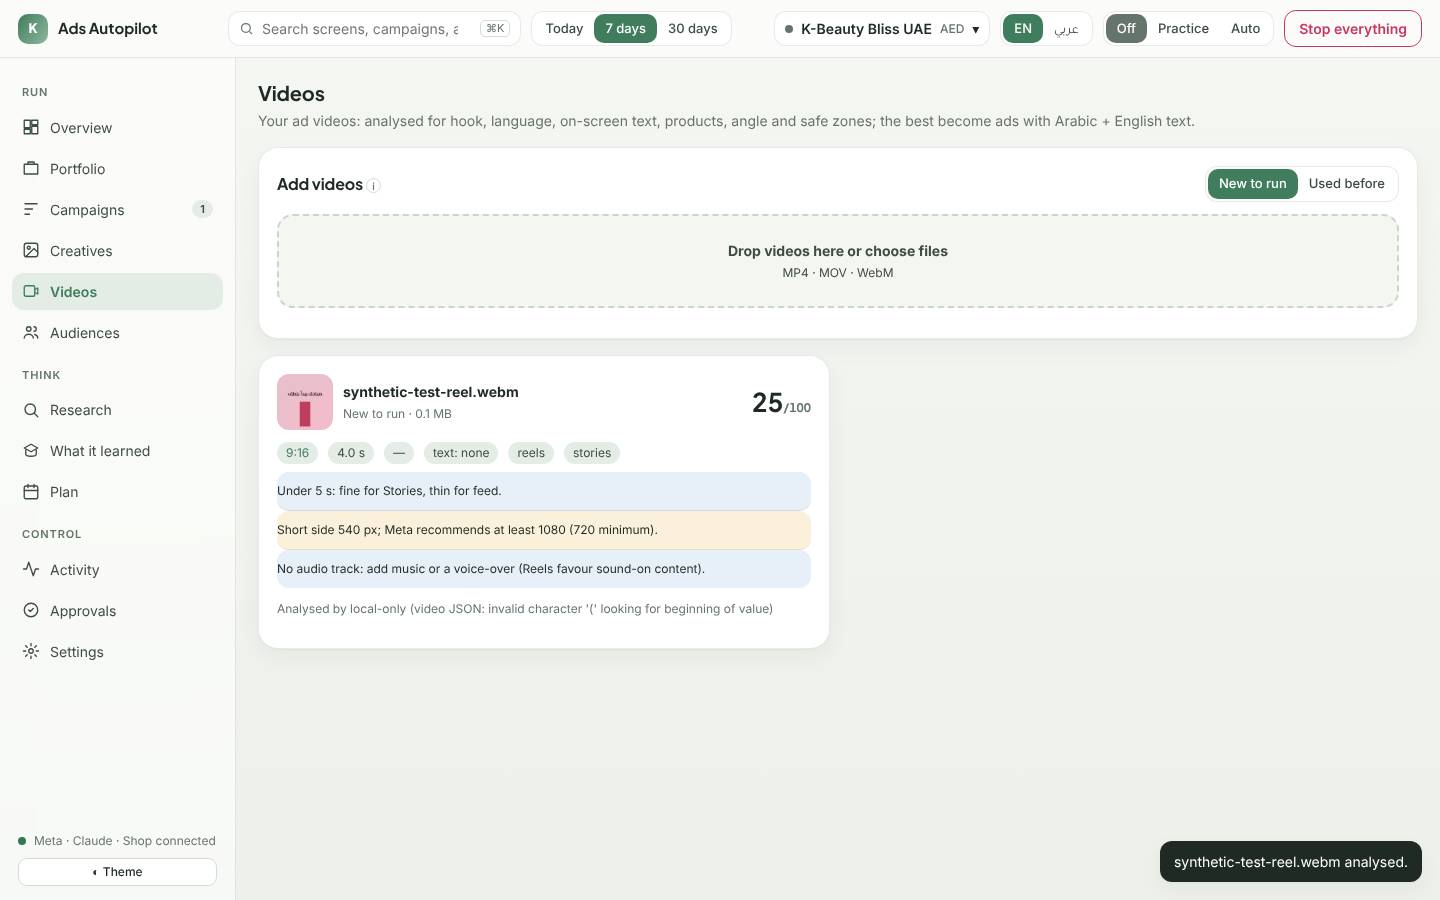 K
Ads Autopilot
Search screens, campaigns, a
⌘K
Today
7 days
30 days
K-Beauty Bliss UAE AED ▾
EN
عربي
Off
Practice
Auto
Stop everything
RUN
Overview
Portfolio
Campaigns
1
Creatives
Videos
Audiences
THINK
Research
What it learned
Plan
CONTROL
Activity
Approvals
Settings
Meta · Claude · Shop connected
Theme
Videos
Your ad videos: analysed for hook, language, on-screen text, products, angle and safe zones; the best become ads with Arabic + English text.
Add videos i
New to run
Used before
Drop videos here or choose files
MP4 · MOV · WebM
synthetic-test-reel.webm
New to run · 0.1 MB
25/100
9:16
4.0 s
—
text: none
reels
stories
Under 5 s: fine for Stories, thin for feed.
Short side 540 px; Meta recommends at least 1080 (720 minimum).
No audio track: add music or a voice-over (Reels favour sound-on content).
Analysed by local-only (video JSON: invalid character '(' looking for beginning of value)
synthetic-test-reel.webm analysed.